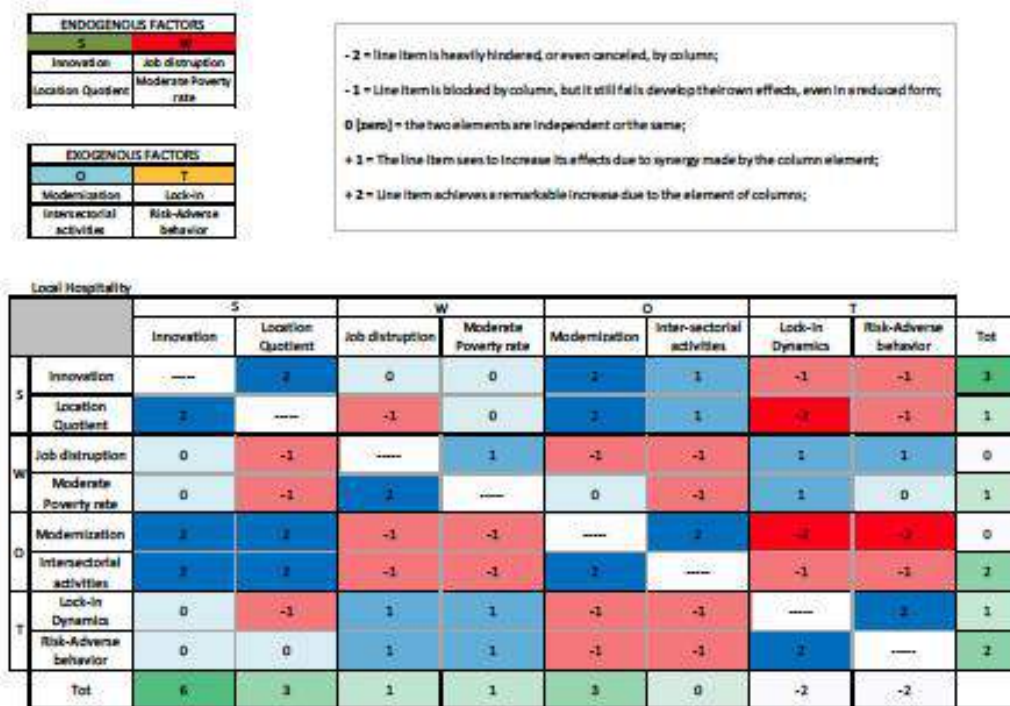 ENDOGENOUS FACTORS
S W
Innovation Job distruption
Location Quotient Moderate Poverty rate
EXOGENOUS FACTORS
O T
Modernization Lock-in
Intersectorial activities Risk-Adverse behavior
- 2 = line item is heavily hindered, or even canceled, by column;
- 1 = Line item is blocked by column, but it still fails develop their own effects, even in a reduced form;
0 [zero] = the two elements are independent or the same;
+ 1 = The line item sees to increase its effects due to synergy made by the column element;
+ 2 = Line item achieves a remarkable increase due to the element of columns;
Local Hospitality
S W O T
Innovation Location Quotient Job distruption Moderate Poverty rate Modernization Inter-sectorial activities Lock-in Dynamics Risk-Adverse behavior Tot
S
Innovation ----- 2 0 0 2 1 -1 -1 3
Location Quotient 2 ----- -1 0 2 1 -2 -1 1
W
Job distruption 0 -1 ----- 1 -1 -1 1 1 0
Moderate Poverty rate 0 -1 2 ----- 0 -1 1 0 1
O
Modernization 2 2 -1 -1 ----- 2 -2 -2 0
Intersectorial activities 2 2 -1 -1 2 ----- -1 -1 2
T
Lock-in Dynamics 0 -1 1 1 -1 -1 ----- 2 1
Risk-Adverse behavior 0 0 1 1 -1 -1 2 ----- 2
Tot 6 3 1 1 3 0 -2 -2